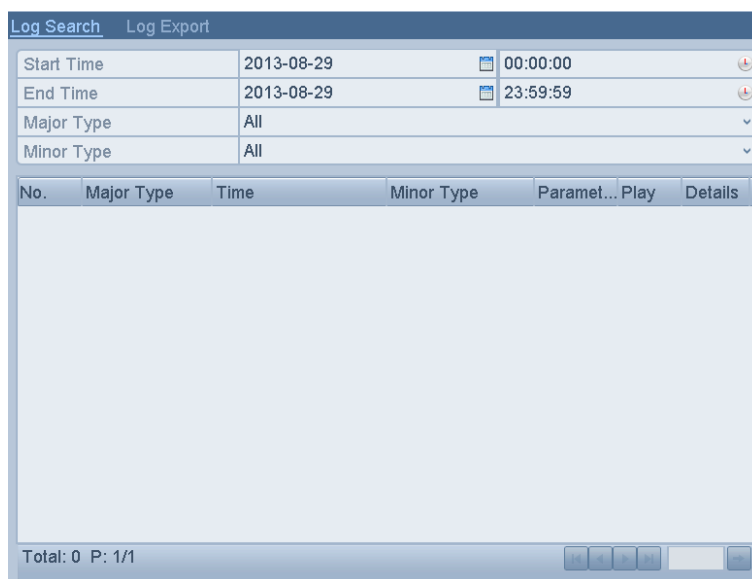 Log Search Log Export
Start Time 2013-08-29 00:00:00
End Time 2013-08-29 23:59:59
Major Type All
Minor Type All
No. Major Type Time Minor Type Paramet... Play Details
Total: 0 P: 1/1